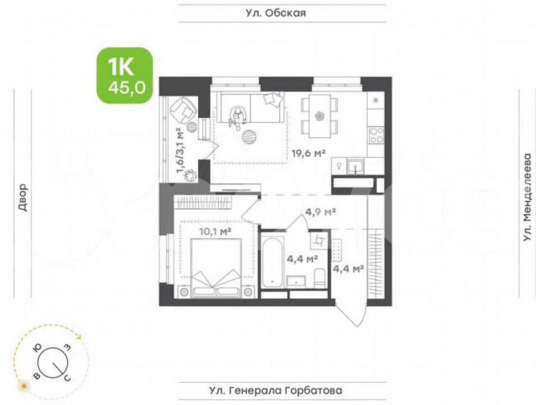 Ул. Обская
1К
45,0
1,6/3,1 м²
19,6 м²
Двор
Ул. Менделеева
4,9 м²
10,1 м²
4,4 м²
4,4 м²
Ю
З
В
С
Ул. Генерала Горбатова